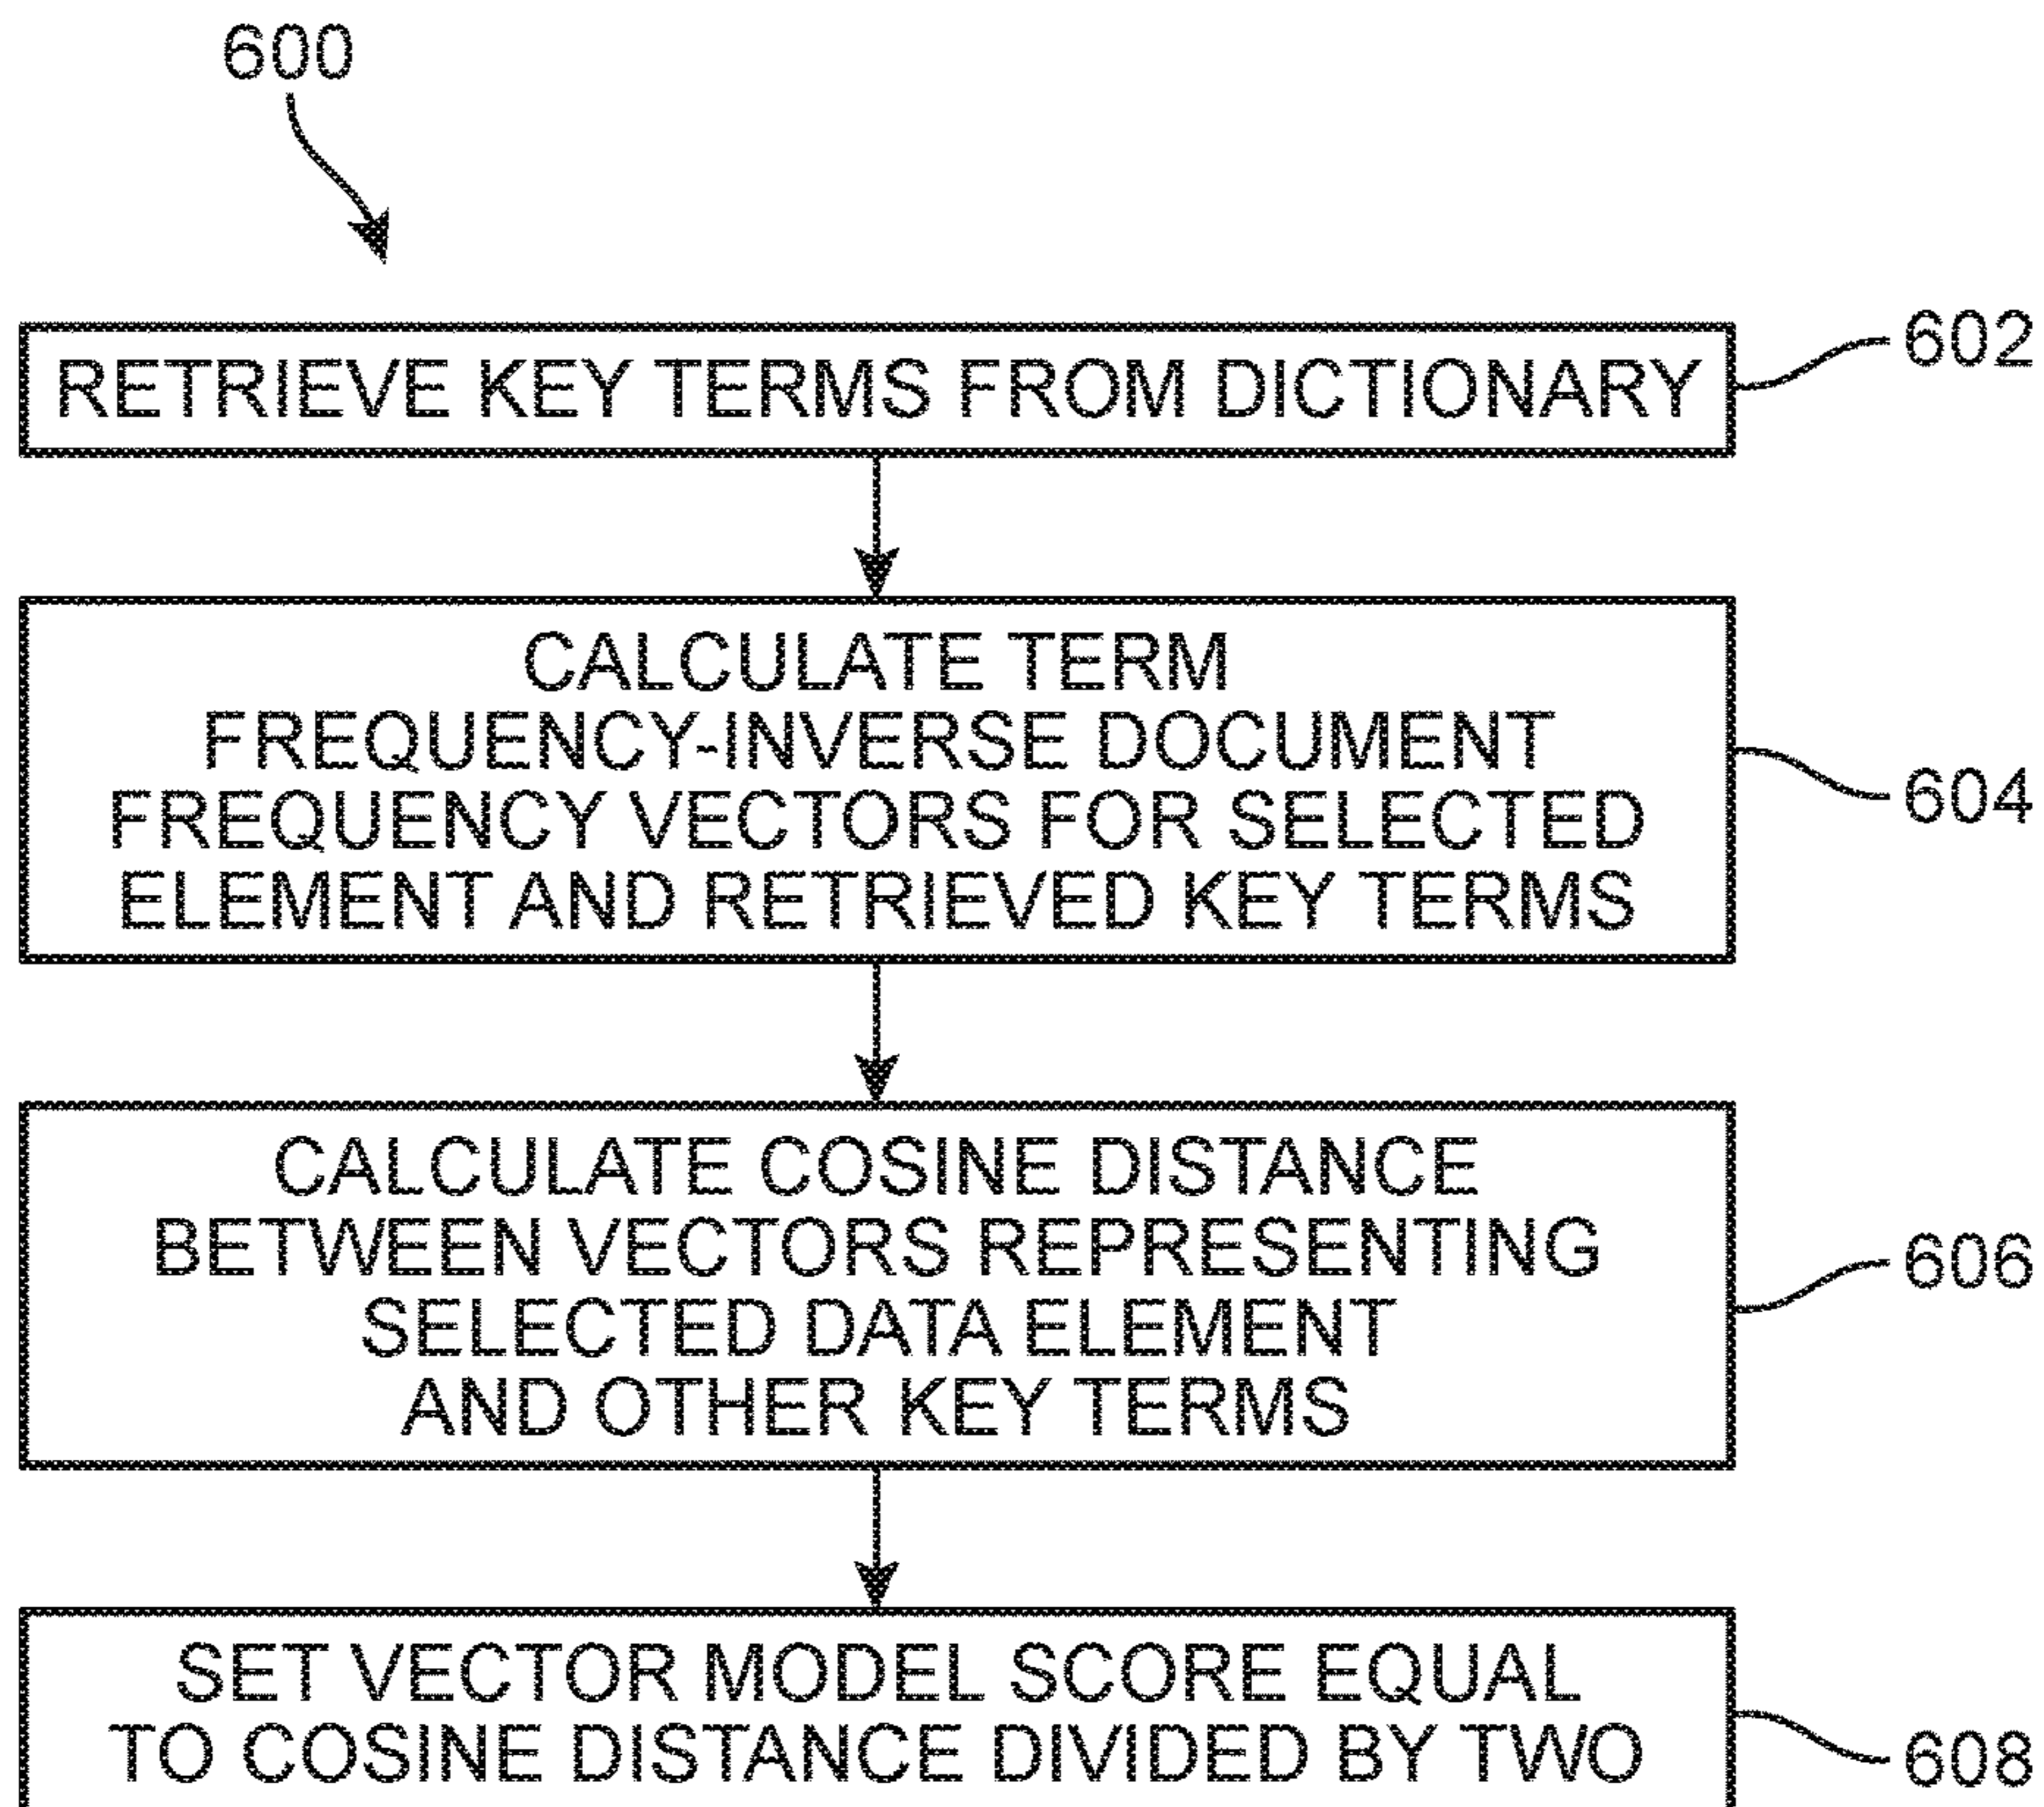 600
RETRIEVE KEY TERMS FROM DICTIONARY
602
CALCULATE TERM
FREQUENCY-INVERSE DOCUMENT
FREQUENCY VECTORS FOR SELECTED
ELEMENT AND RETRIEVED KEY TERMS
604
CALCULATE COSINE DISTANCE
BETWEEN VECTORS REPRESENTING
SELECTED DATA ELEMENT
AND OTHER KEY TERMS
606
SET VECTOR MODEL SCORE EQUAL
TO COSINE DISTANCE DIVIDED BY TWO
608